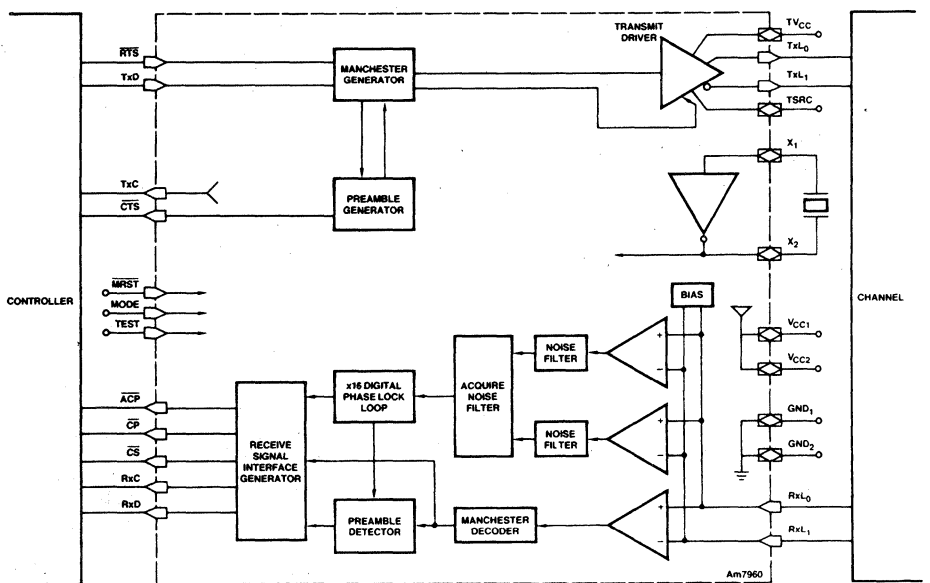 CONTROLLER
RTS
TxD
TxC
CTS
MRST
MODE
TEST
ACP
CP
CS
RxC
RxD
MANCHESTER
GENERATOR
PREAMBLE
GENERATOR
TRANSMIT
DRIVER
TVCC
TxL0
TxL1
TSRC
X1
X2
CHANNEL
BIAS
VCC1
VCC2
GND1
GND2
RxL0
RxL1
NOISE
FILTER
+
−
NOISE
FILTER
+
−
ACQUIRE
NOISE
FILTER
x16 DIGITAL
PHASE LOCK
LOOP
RECEIVE
SIGNAL
INTERFACE
GENERATOR
PREAMBLE
DETECTOR
MANCHESTER
DECODER
+
−
Am7960